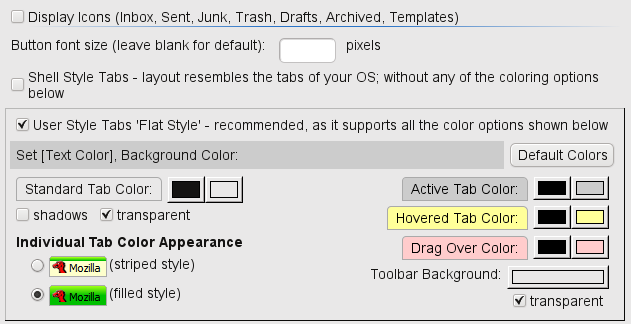 Display Icons (Inbox, Sent, Junk, Trash, Drafts, Archived, Templates)
Button font size (leave blank for default): pixels
Shell Style Tabs - layout resembles the tabs of your OS; without any of the coloring options
below
User Style Tabs 'Flat Style' - recommended, as it supports all the color options shown below
Set [Text Color], Background Color: Default Colors
Standard Tab Color: Active Tab Color:
shadows transparent Hovered Tab Color:
Individual Tab Color Appearance Drag Over Color:
Mozilla (striped style) Toolbar Background:
Mozilla (filled style) transparent